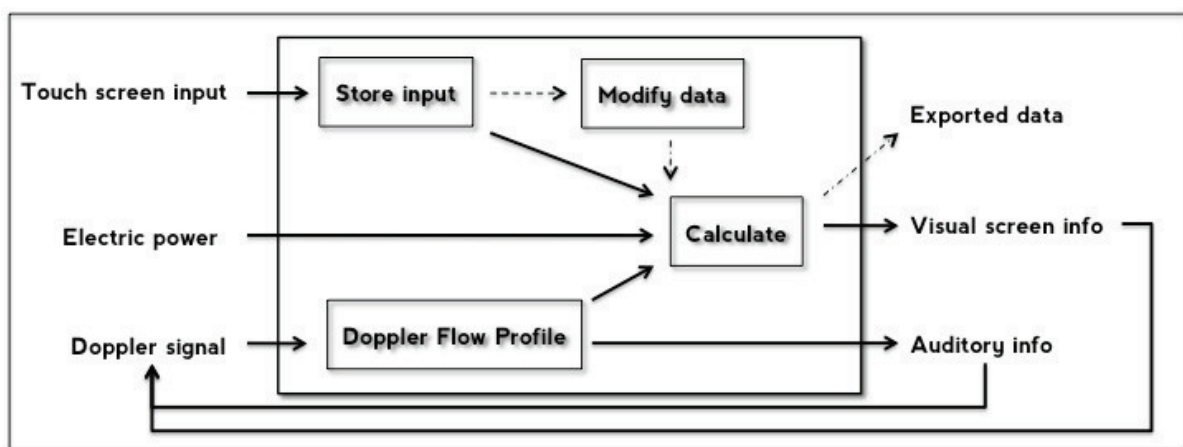 Touch screen input
Store input
Modify data
Exported data
Electric power
Calculate
Visual screen info
Doppler signal
Doppler Flow Profile
Auditory info